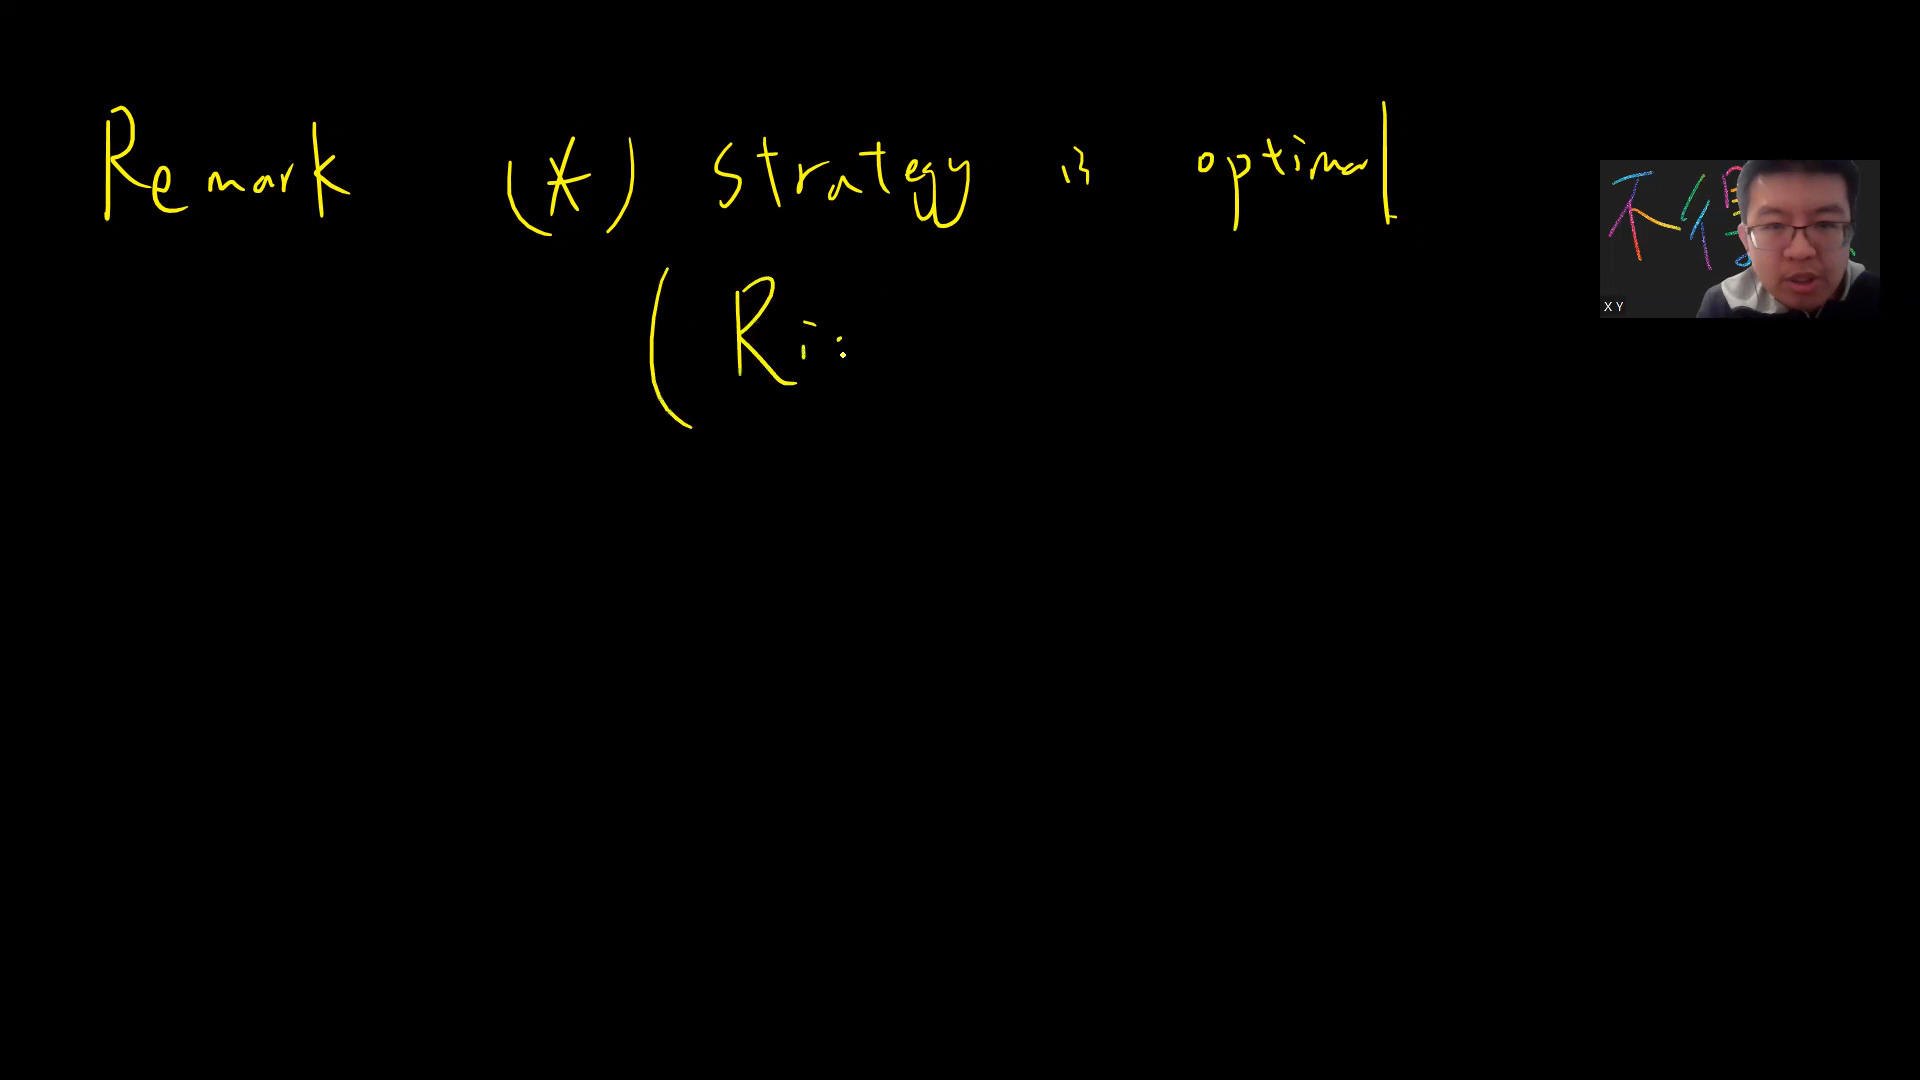 Remark (*) strategy is optimal
( Ri:
X Y